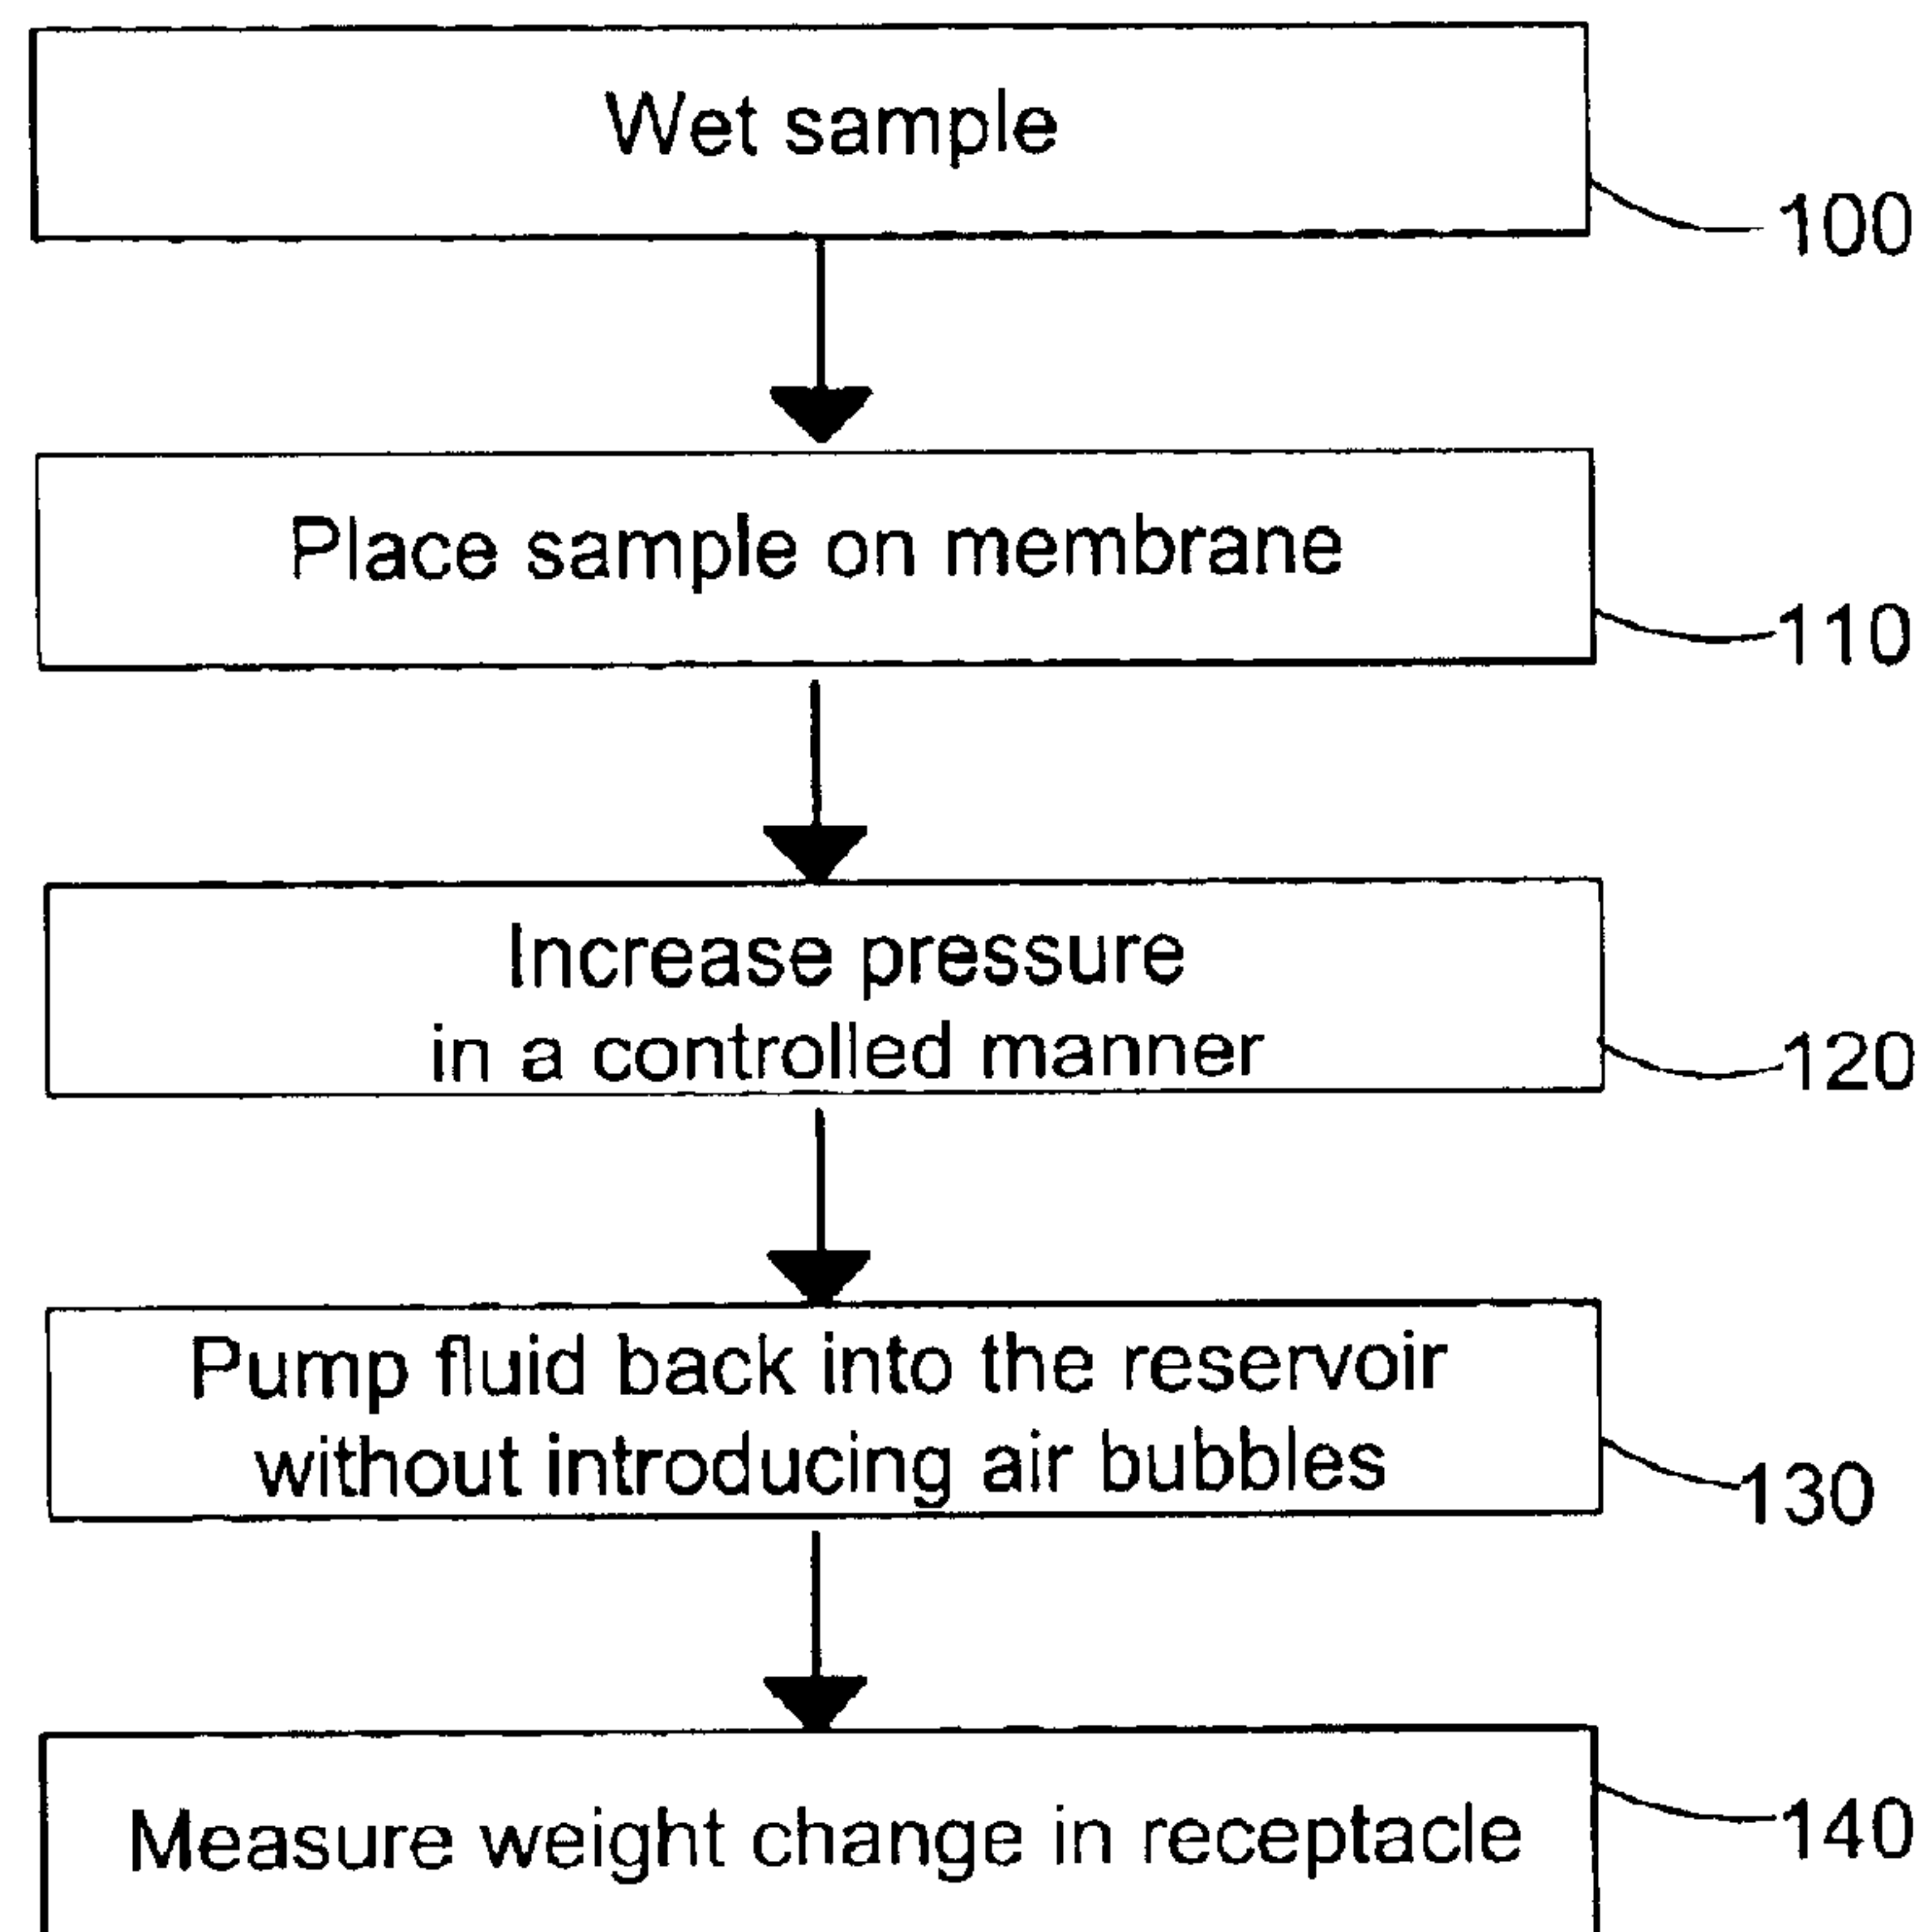 Wet sample
100
Place sample on membrane
110
Increase pressure
in a controlled manner
120
Pump fluid back into the reservoir
without introducing air bubbles
130
Measure weight change in receptacle
140